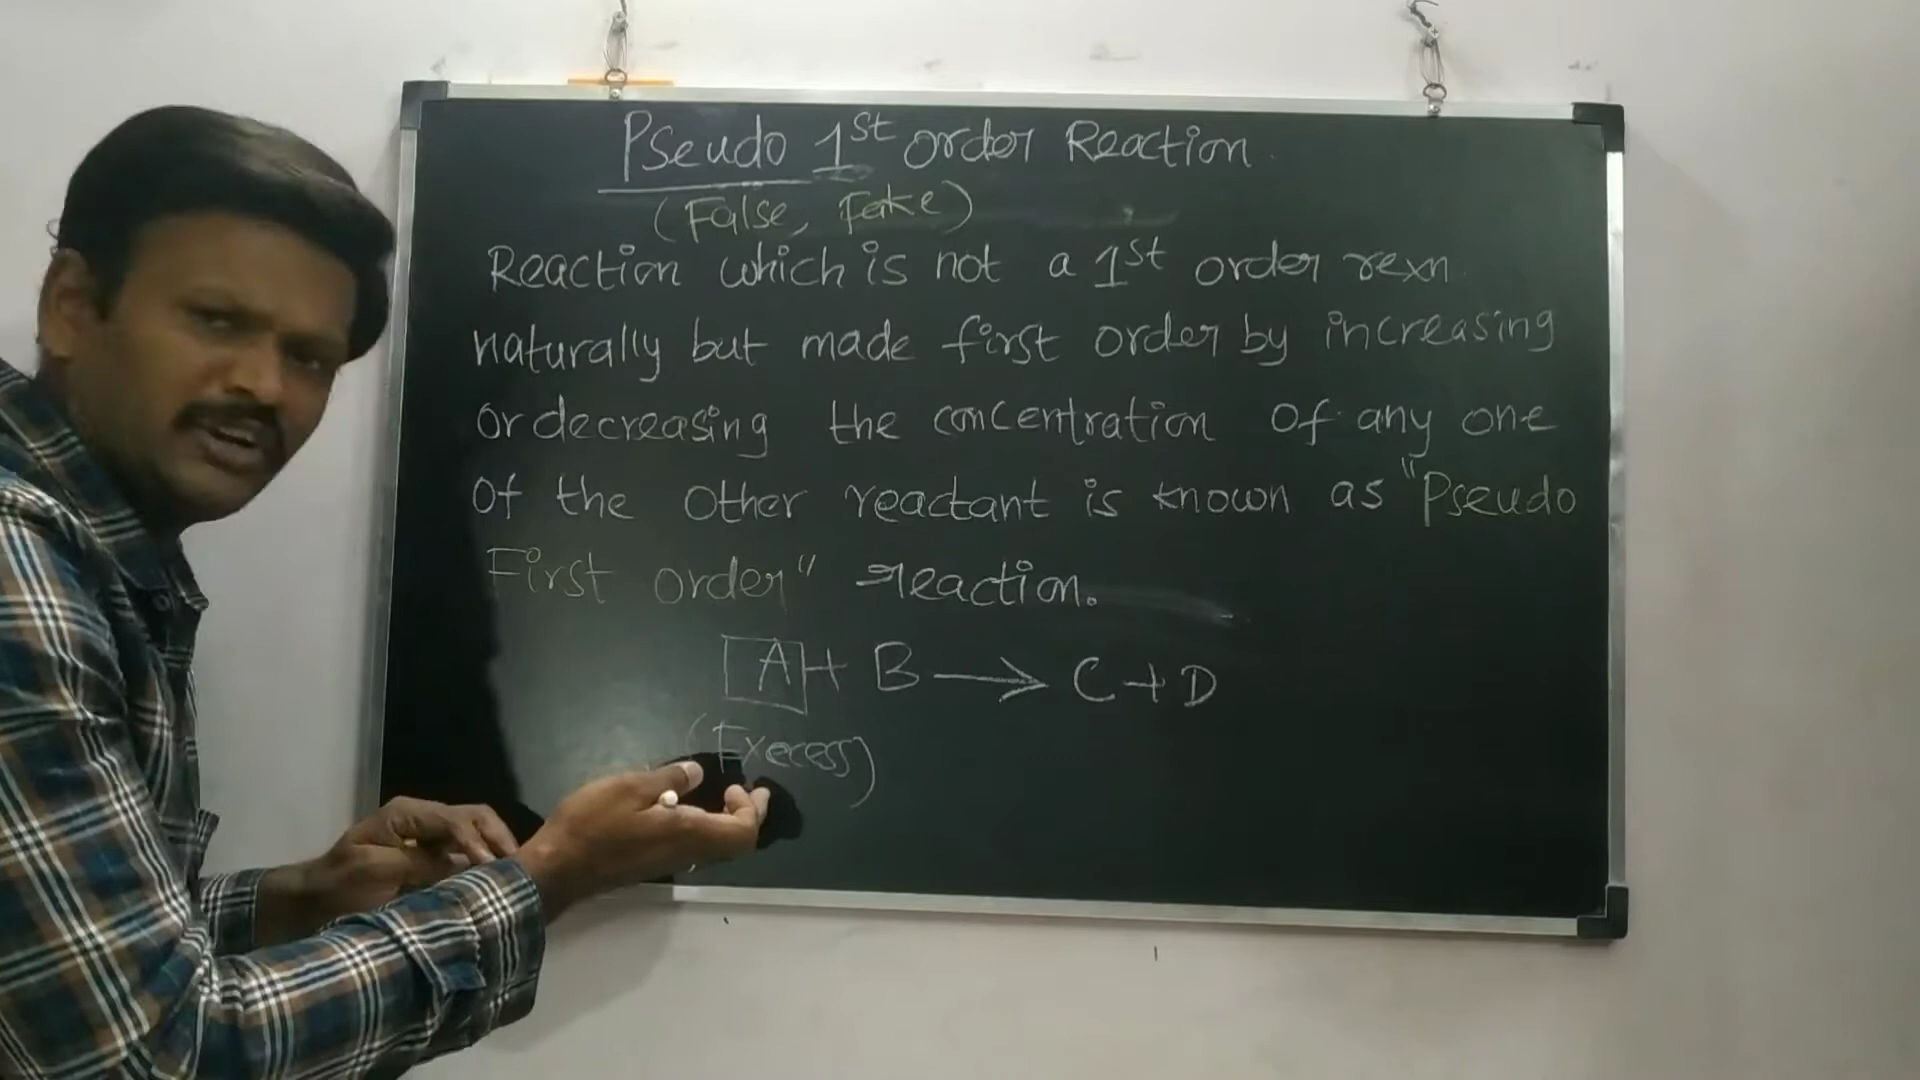 Pseudo 1st order Reaction
(False, Fake)
Reaction which is not a 1st order rexn
naturally but made first order by increasing
or decreasing the concentration of any one
of the other reactant is known as "Pseudo
First order" reaction.
A + B → C + D
(Excess)